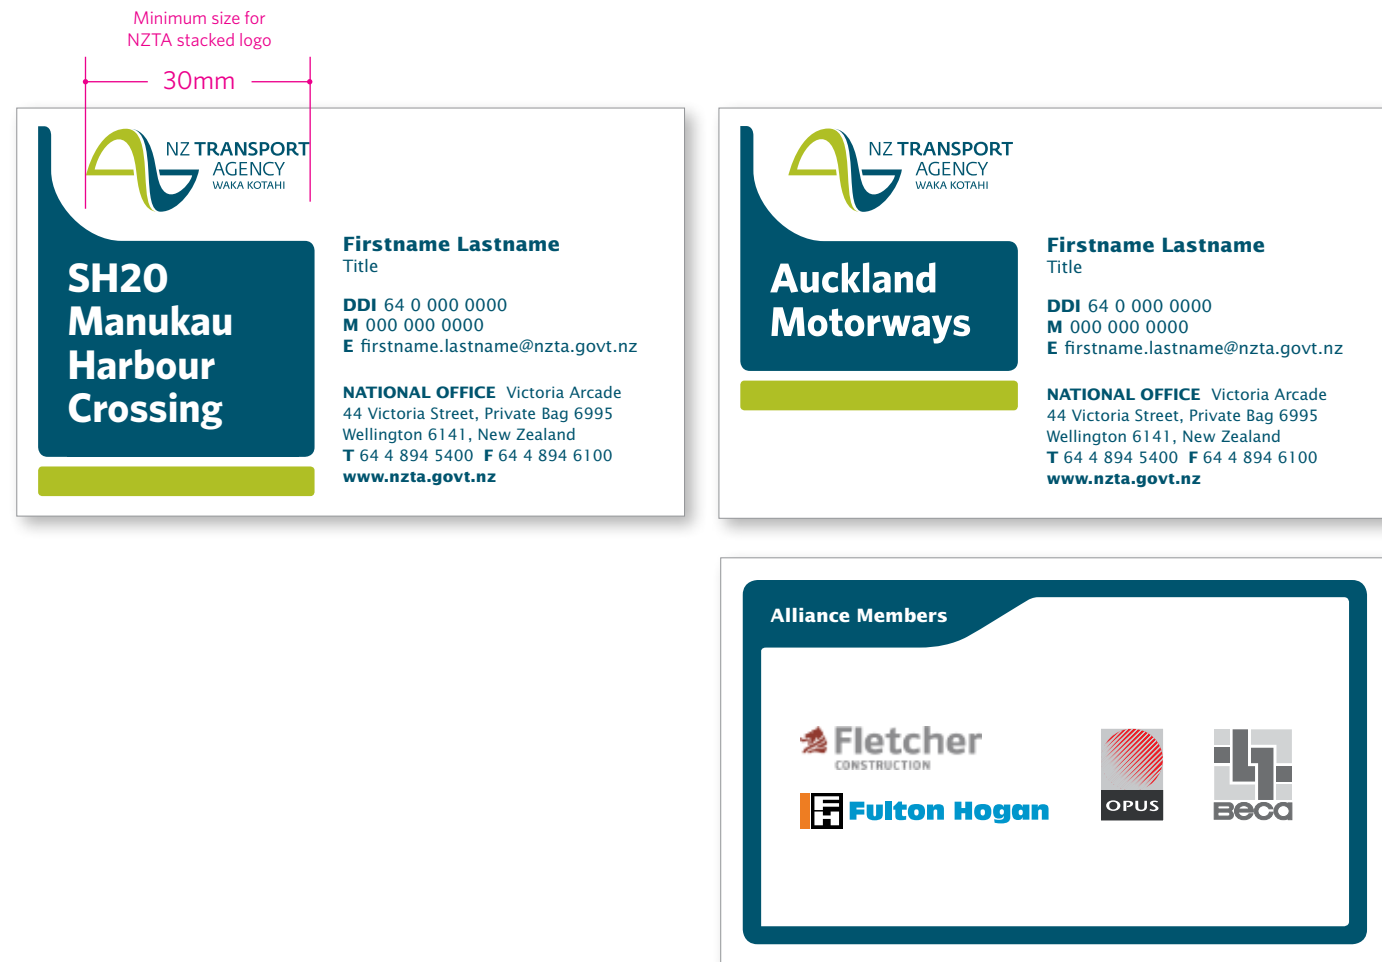 Minimum size for
NZTA stacked logo
30mm
NZ TRANSPORT
AGENCY
WAKA KOTAHI
SH20
Manukau
Harbour
Crossing
Firstname Lastname
Title
DDI 64 0 000 0000
M 000 000 0000
E firstname.lastname@nzta.govt.nz
NATIONAL OFFICE Victoria Arcade
44 Victoria Street, Private Bag 6995
Wellington 6141, New Zealand
T 64 4 894 5400 F 64 4 894 6100
www.nzta.govt.nz
NZ TRANSPORT
AGENCY
WAKA KOTAHI
Auckland
Motorways
Firstname Lastname
Title
DDI 64 0 000 0000
M 000 000 0000
E firstname.lastname@nzta.govt.nz
NATIONAL OFFICE Victoria Arcade
44 Victoria Street, Private Bag 6995
Wellington 6141, New Zealand
T 64 4 894 5400 F 64 4 894 6100
www.nzta.govt.nz
Alliance Members
Fletcher
CONSTRUCTION
FH Fulton Hogan
OPUS
Beca